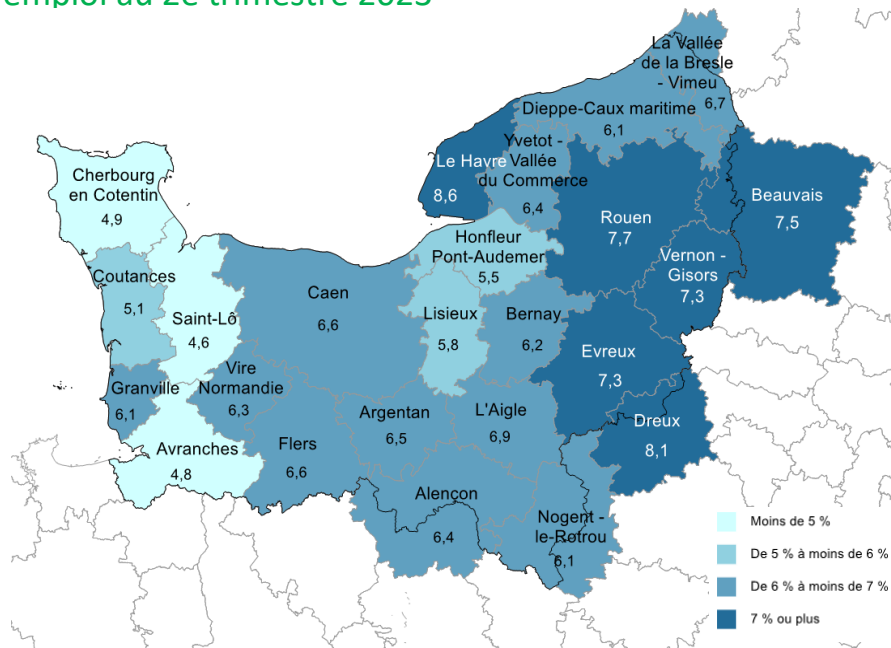 emploi au 2e trimestre 2023
La Vallée
de la Bresle
- Vimeu
6,7
Dieppe-Caux maritime
6,1
Yvetot -
Vallée
du Commerce
6,4
Le Havre
8,6
Cherbourg
en Cotentin
4,9
Rouen
7,7
Beauvais
7,5
Honfleur
Pont-Audemer
5,5
Vernon -
Gisors
7,3
Coutances
5,1
Saint-Lô
4,6
Caen
6,6
Lisieux
5,8
Bernay
6,2
Evreux
7,3
Granville
6,1
Vire
Normandie
6,3
Argentan
6,5
L'Aigle
6,9
Dreux
8,1
Avranches
4,8
Flers
6,6
Alençon
6,4
Nogent -
le-Rotrou
6,1
Moins de 5 %
De 5 % à moins de 6 %
De 6 % à moins de 7 %
7 % ou plus